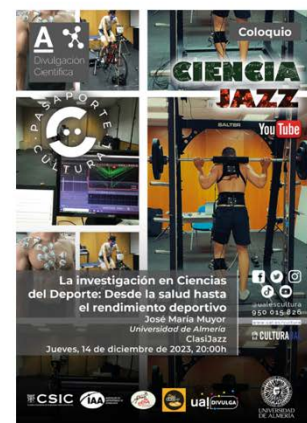 Coloquio
A
Divulgación
Científica
CIENCIA
JAZZ
PASAPORTE
CULTURAL
YouTube
SALTER
La investigación en Ciencias
del Deporte: Desde la salud hasta
el rendimiento deportivo
José María Muyor
Universidad de Almería
ClasiJazz
Jueves, 14 de diciembre de 2023, 20:00h
@ualescultura
950 015 826
CULTURA
CSIC
IAA
ual DIVULGA
UNIVERSIDAD
DE ALMERÍA